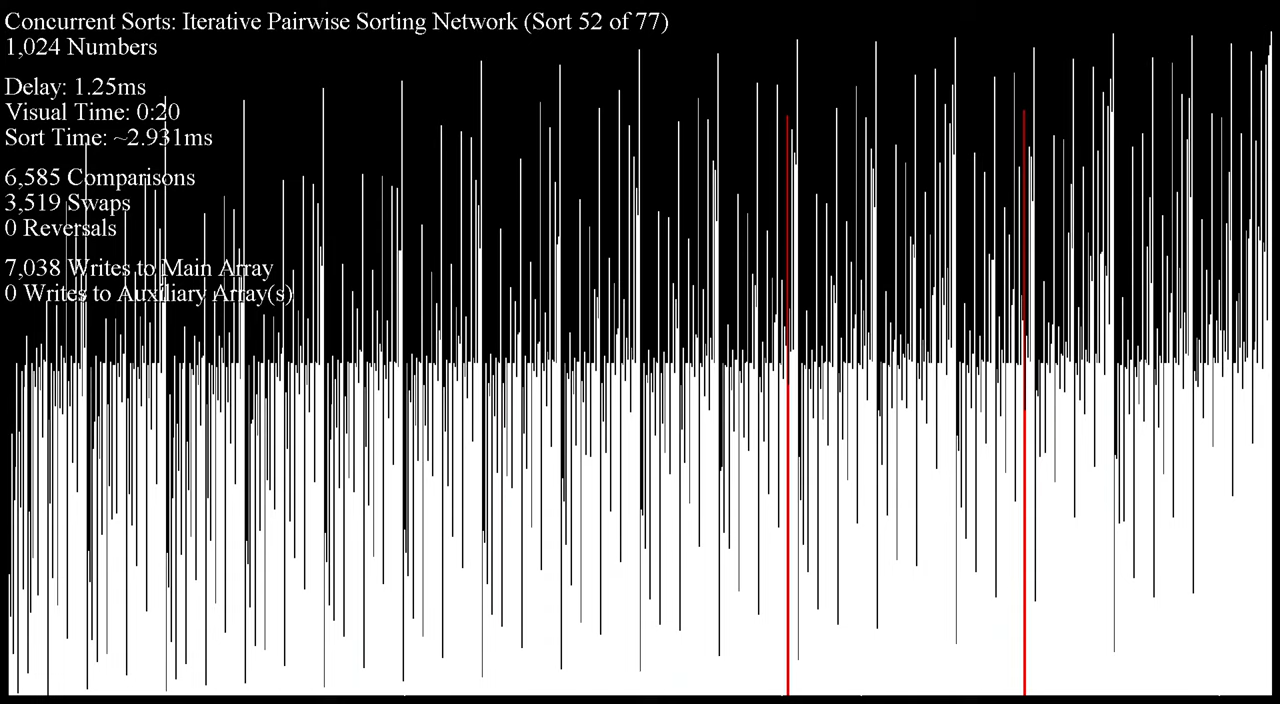 Concurrent Sorts: Iterative Pairwise Sorting Network (Sort 52 of 77)
1,024 Numbers
Delay: 1.25ms
Visual Time: 0:20
Sort Time: ~2.931ms
6,585 Comparisons
3,519 Swaps
0 Reversals
7,038 Writes to Main Array
0 Writes to Auxiliary Array(s)